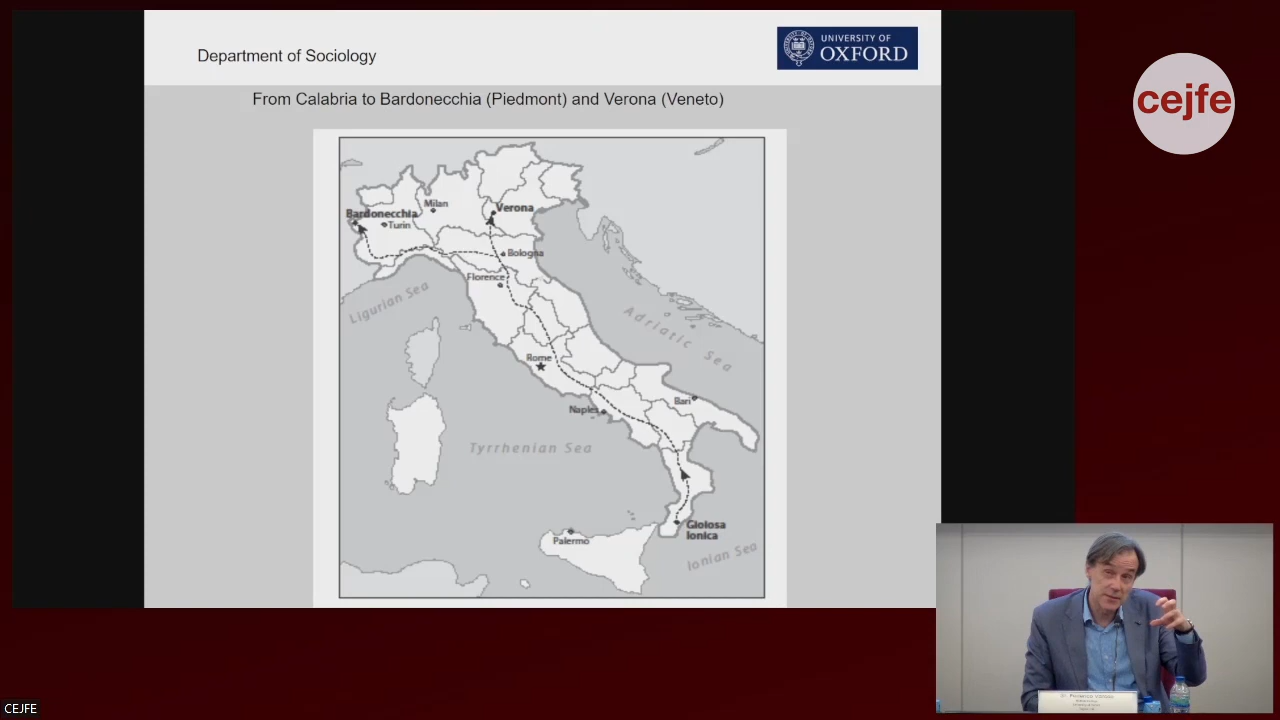 Department of Sociology
UNIVERSITY OF
OXFORD
From Calabria to Bardonecchia (Piedmont) and Verona (Veneto)
cejfe
Milan
Verona
Bardonecchia
Turin
Bologna
Florence
Ligurian Sea
Adriatic Sea
Rome
Bari
Naples
Tyrrhenian Sea
Gioiosa
Ionica
Palermo
Ionian Sea
CEJFE